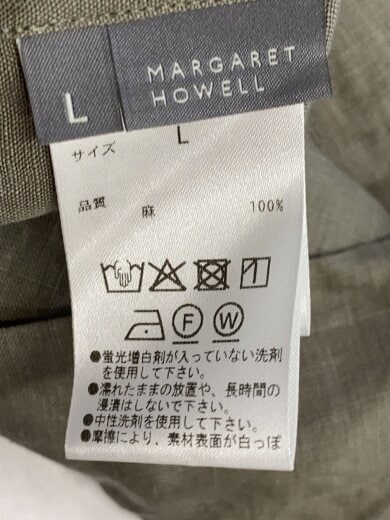 L
MARGARET
HOWELL
サイズ L
品質 麻 100%
F W
●蛍光増白剤が入っていない洗剤
を使用して下さい。
●濡れたままの放置や、長時間の
浸漬はしないで下さい。
●中性洗剤を使用して下さい。
●摩擦により、素材表面が白っぽ